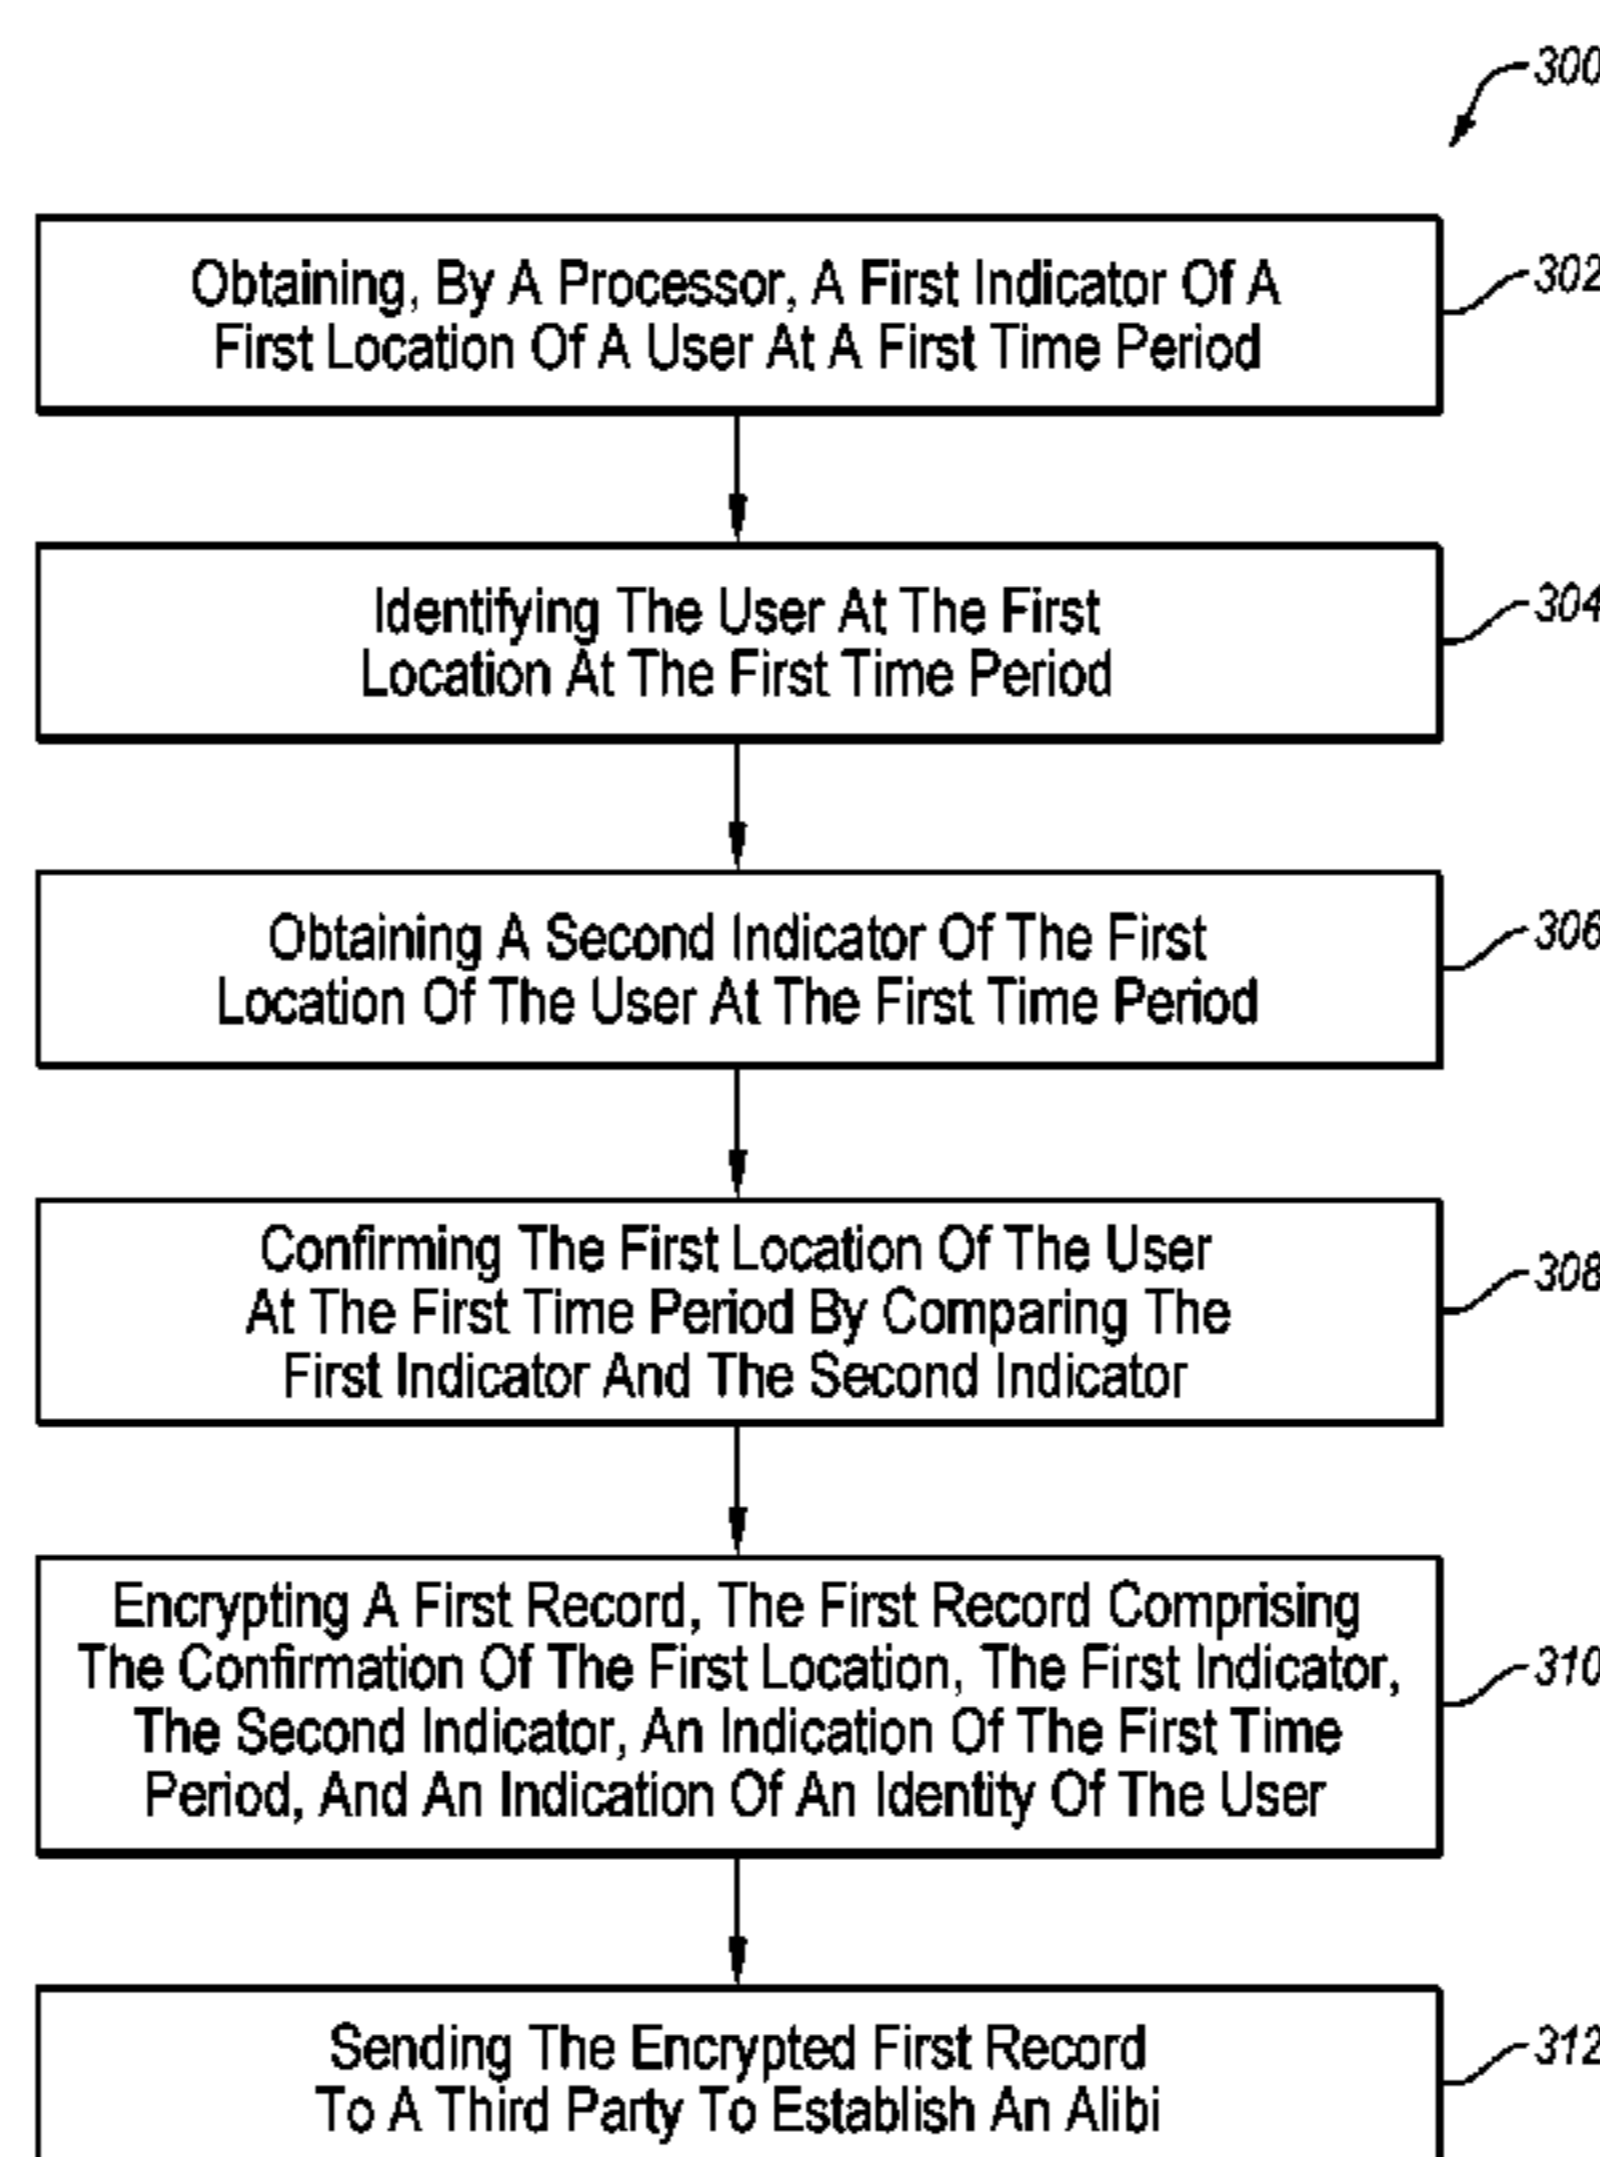 300
Obtaining, By A Processor, A First Indicator Of A
First Location Of A User At A First Time Period
302
Identifying The User At The First
Location At The First Time Period
304
Obtaining A Second Indicator Of The First
Location Of The User At The First Time Period
306
Confirming The First Location Of The User
At The First Time Period By Comparing The
First Indicator And The Second Indicator
308
Encrypting A First Record, The First Record Comprising
The Confirmation Of The First Location, The First Indicator,
The Second Indicator, An Indication Of The First Time
Period, And An Indication Of An Identity Of The User
310
Sending The Encrypted First Record
To A Third Party To Establish An Alibi
312